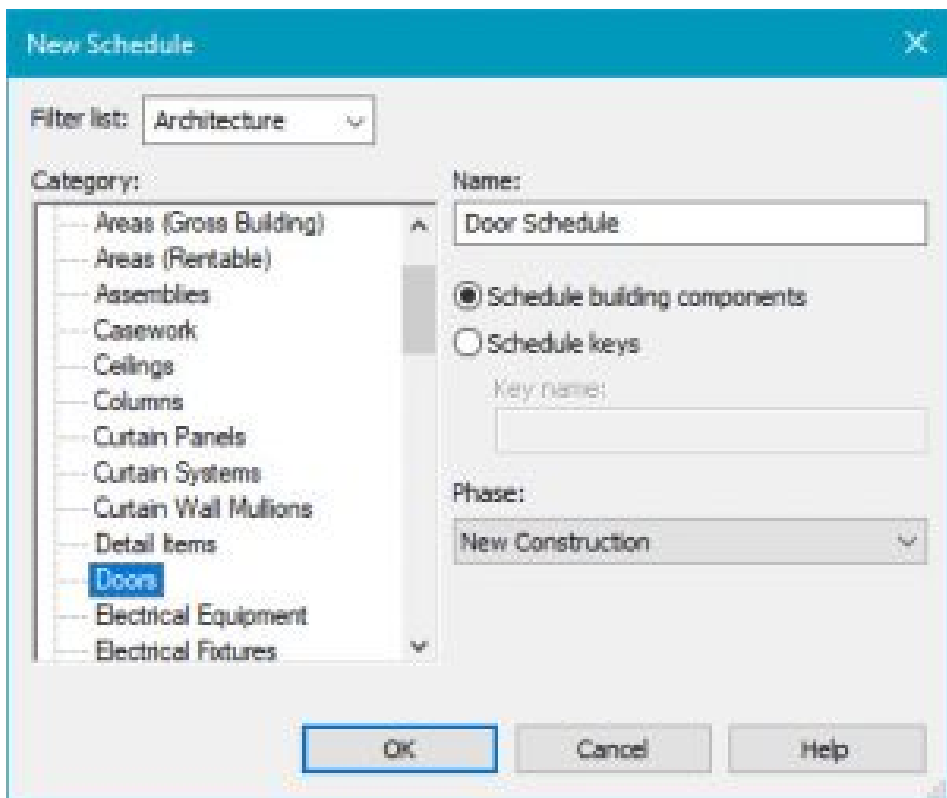 New Schedule
Filter list: Architecture
Category:
Areas (Gross Building)
Areas (Rentable)
Assemblies
Casework
Ceilings
Columns
Curtain Panels
Curtain Systems
Curtain Wall Mullions
Detail Items
Doors
Electrical Equipment
Electrical Fixtures
Name:
Door Schedule
Schedule building components
Schedule keys
Key name:
Phase:
New Construction
OK Cancel Help